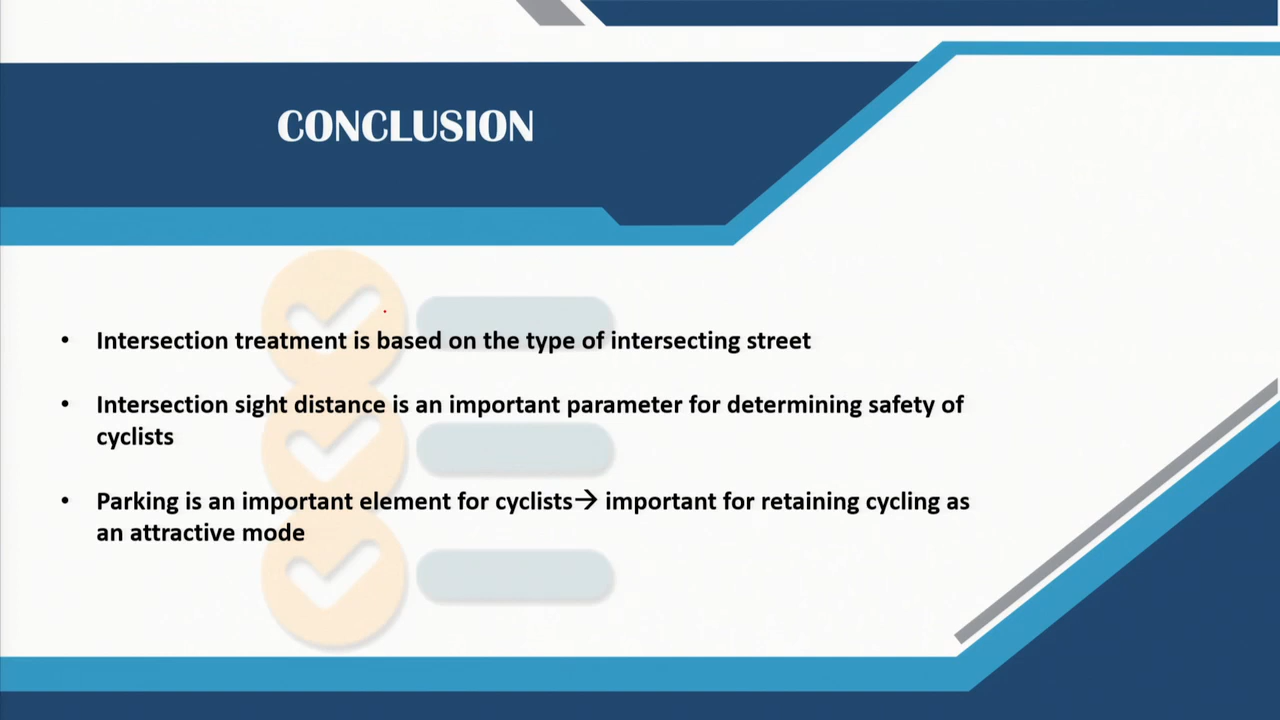 CONCLUSION
• Intersection treatment is based on the type of intersecting street
• Intersection sight distance is an important parameter for determining safety of
cyclists
• Parking is an important element for cyclists→ important for retaining cycling as
an attractive mode